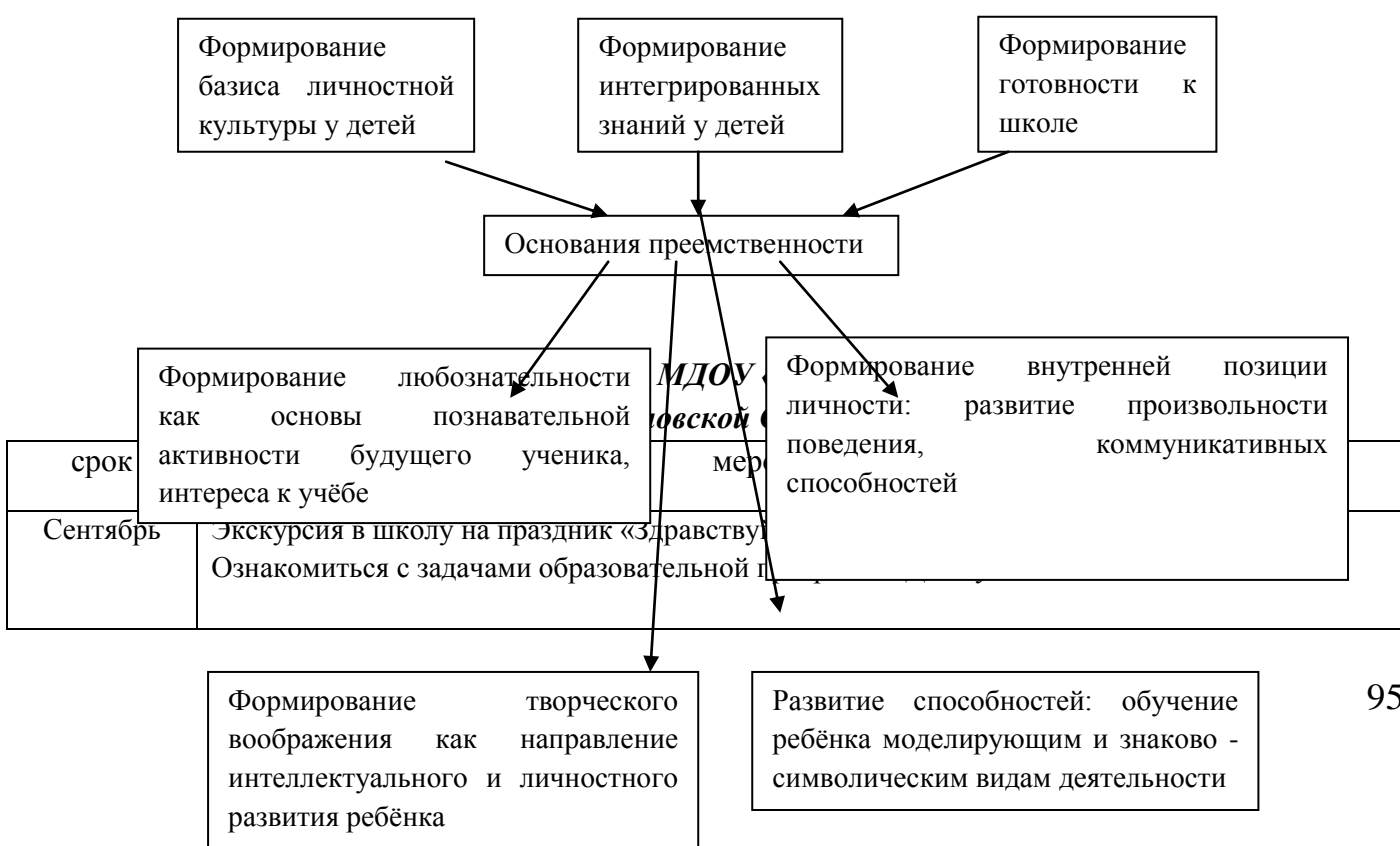 Формирование
базиса личностной
культуры у детей
Формирование
интегрированных
знаний у детей
Формирование
готовности к
школе
Основания преемственности
Формирование любознательности
как основы познавательной
активности будущего ученика,
интереса к учёбе
МДОУ
Формирование внутренней позиции
личности: развитие произвольности
поведения, коммуникативных
способностей
срок
Сентябрь
Экскурсия в школу на праздник
Ознакомиться с задачами образовательной
Формирование творческого
воображения как направление
интеллектуального и личностного
развития ребёнка
Развитие способностей: обучение
ребёнка моделирующим и знаково -
символическим видам деятельности
95